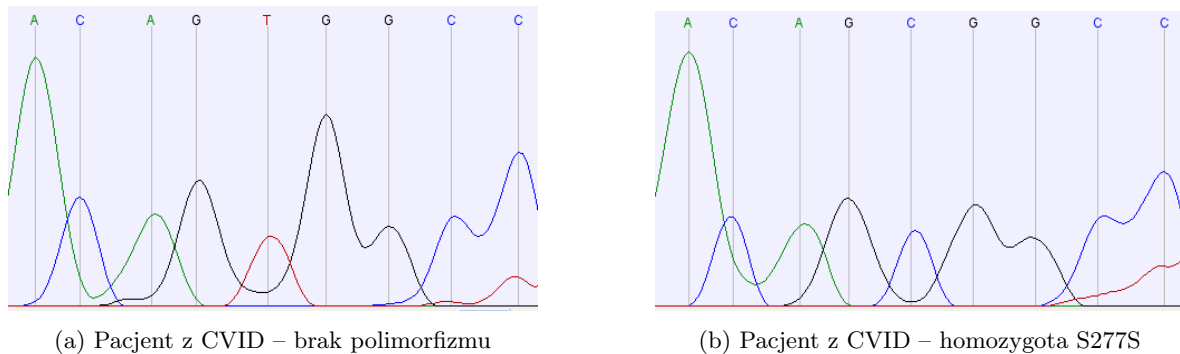 A C A G T G G C C
A C A G C G G C C
(a) Pacjent z CVID – brak polimorfizmu
(b) Pacjent z CVID – homozygota S277S